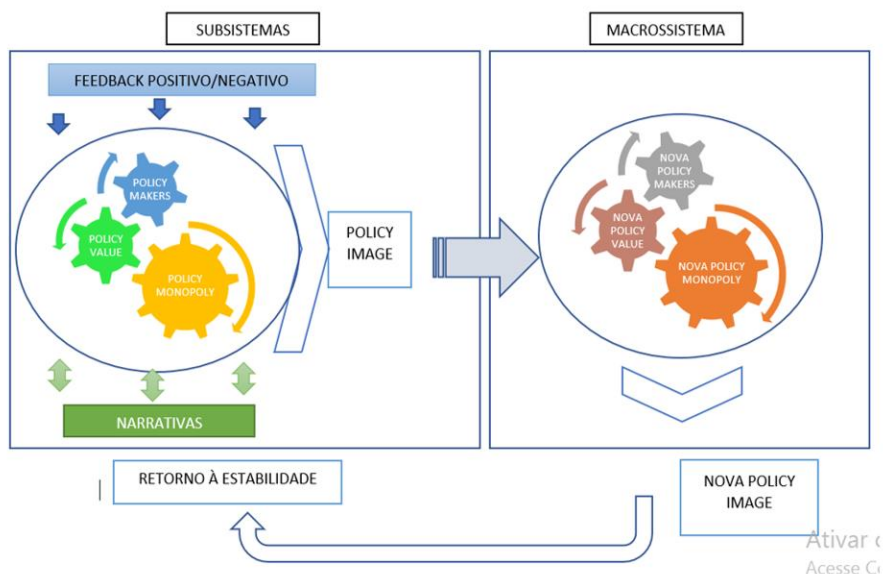 SUBSISTEMAS
MACROSSISTEMA
FEEDBACK POSITIVO/NEGATIVO
POLICY
MAKERS
POLICY
VALUE
POLICY
MONOPOLY
POLICY
IMAGE
NARRATIVAS
NOVA
POLICY
MAKERS
NOVA
POLICY
VALUE
NOVA POLICY
MONOPOLY
RETORNO À ESTABILIDADE
NOVA POLICY
IMAGE
Ativar
Acesse